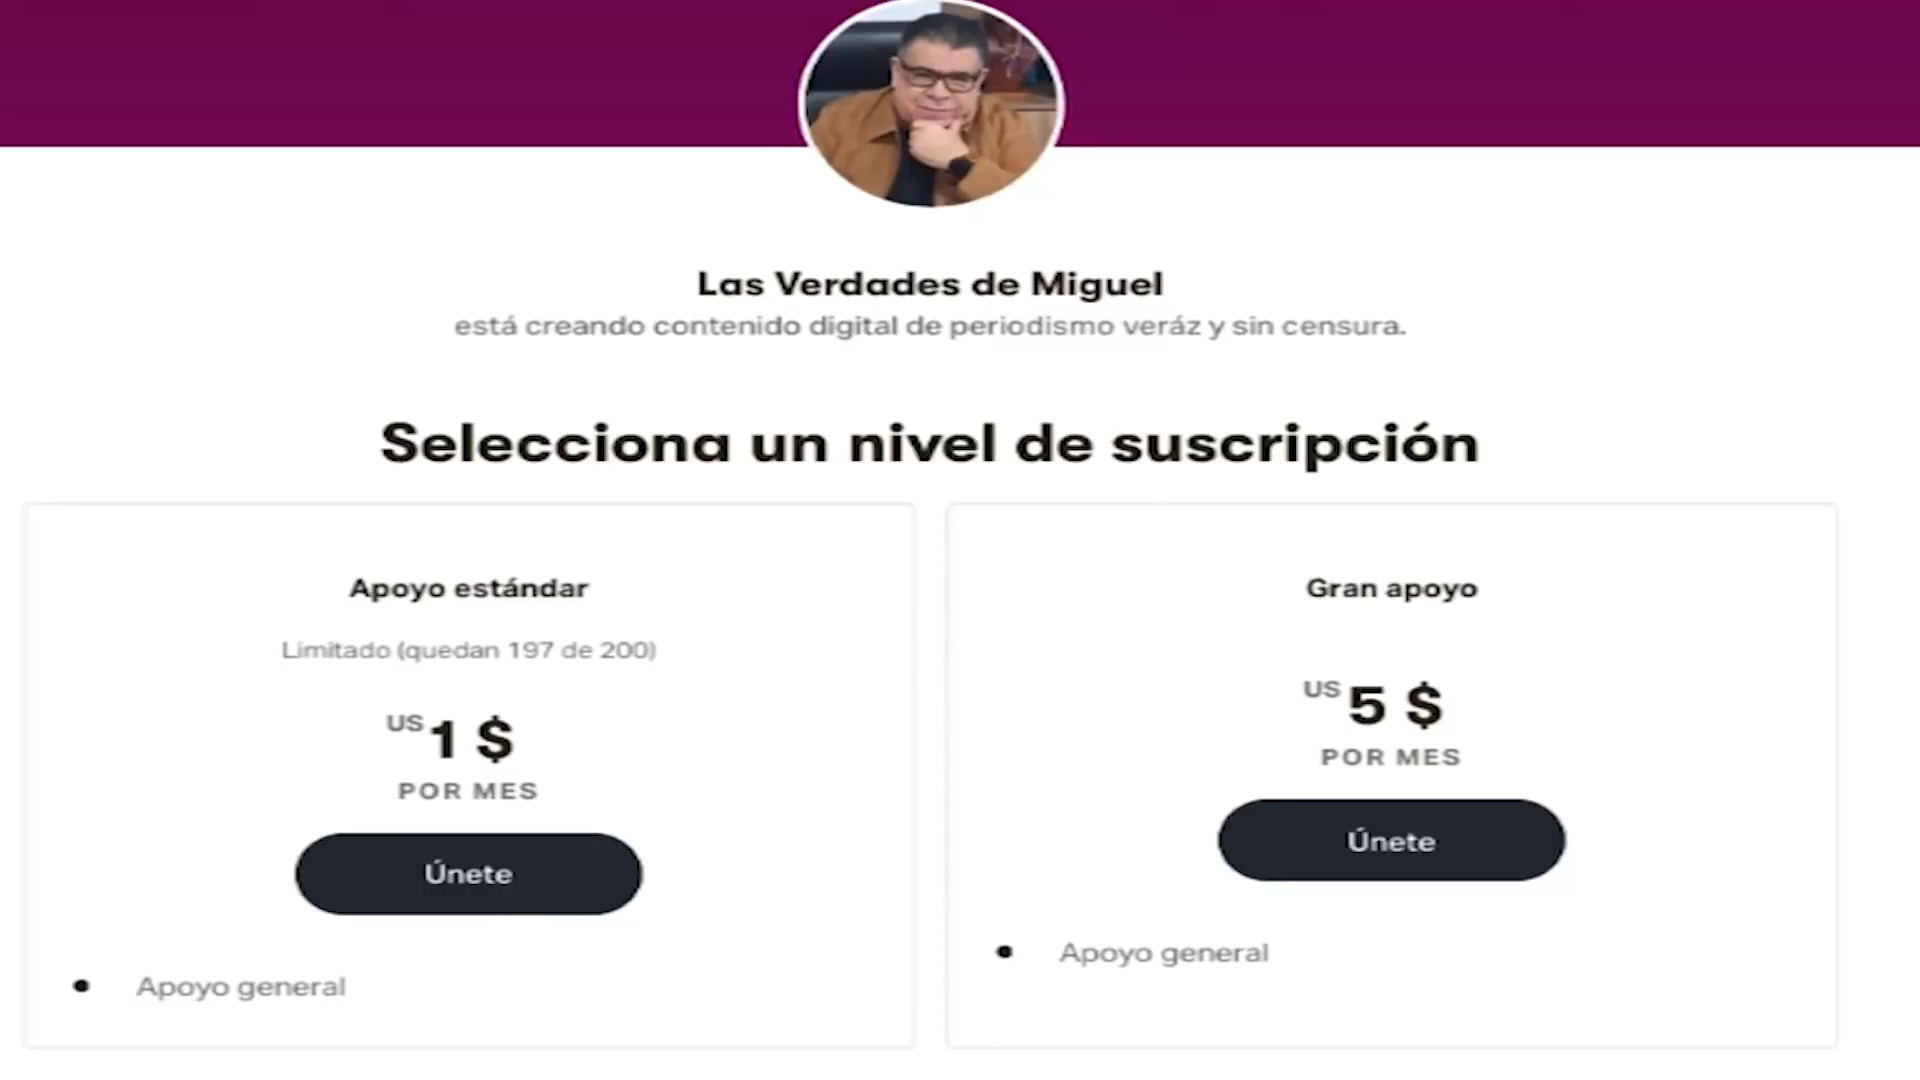 Las Verdades de Miguel
está creando contenido digital de periodismo veráz y sin censura.
Selecciona un nivel de suscripción
Apoyo estándar
Limitado (quedan 197 de 200)
US 1 $
POR MES
Únete
Apoyo general
Gran apoyo
US 5 $
POR MES
Únete
Apoyo general